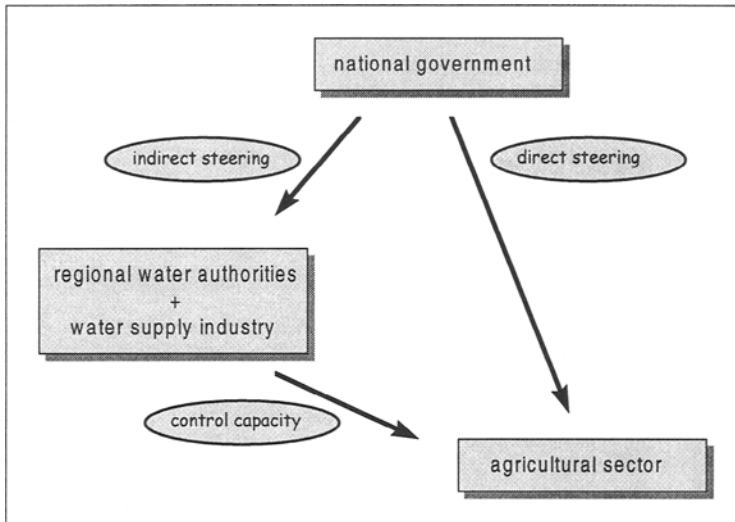 national government
indirect steering
direct steering
regional water authorities
+
water supply industry
control capacity
agricultural sector